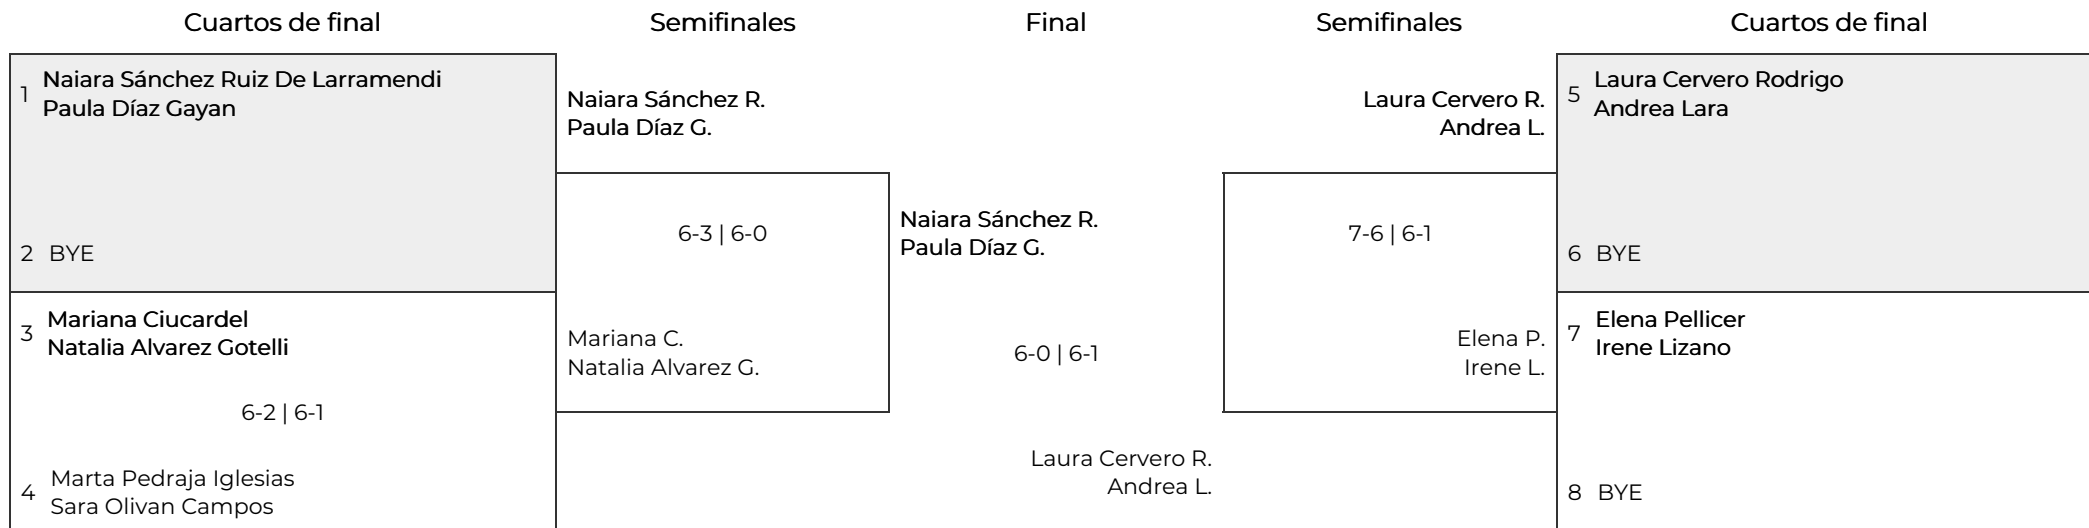 Cuartos de final
Semifinales
Final
Semifinales
Cuartos de final
1
Naiara Sánchez Ruiz De Larramendi
Paula Díaz Gayan
2 BYE
3
Mariana Ciucardel
Natalia Alvarez Gotelli
6-2 | 6-1
4
Marta Pedraja Iglesias
Sara Olivan Campos
Naiara Sánchez R.
Paula Díaz G.
6-3 | 6-0
Mariana C.
Natalia Alvarez G.
Naiara Sánchez R.
Paula Díaz G.
6-0 | 6-1
Laura Cervero R.
Andrea L.
Laura Cervero R.
Andrea L.
7-6 | 6-1
Elena P.
Irene L.
5
Laura Cervero Rodrigo
Andrea Lara
6 BYE
7
Elena Pellicer
Irene Lizano
8 BYE